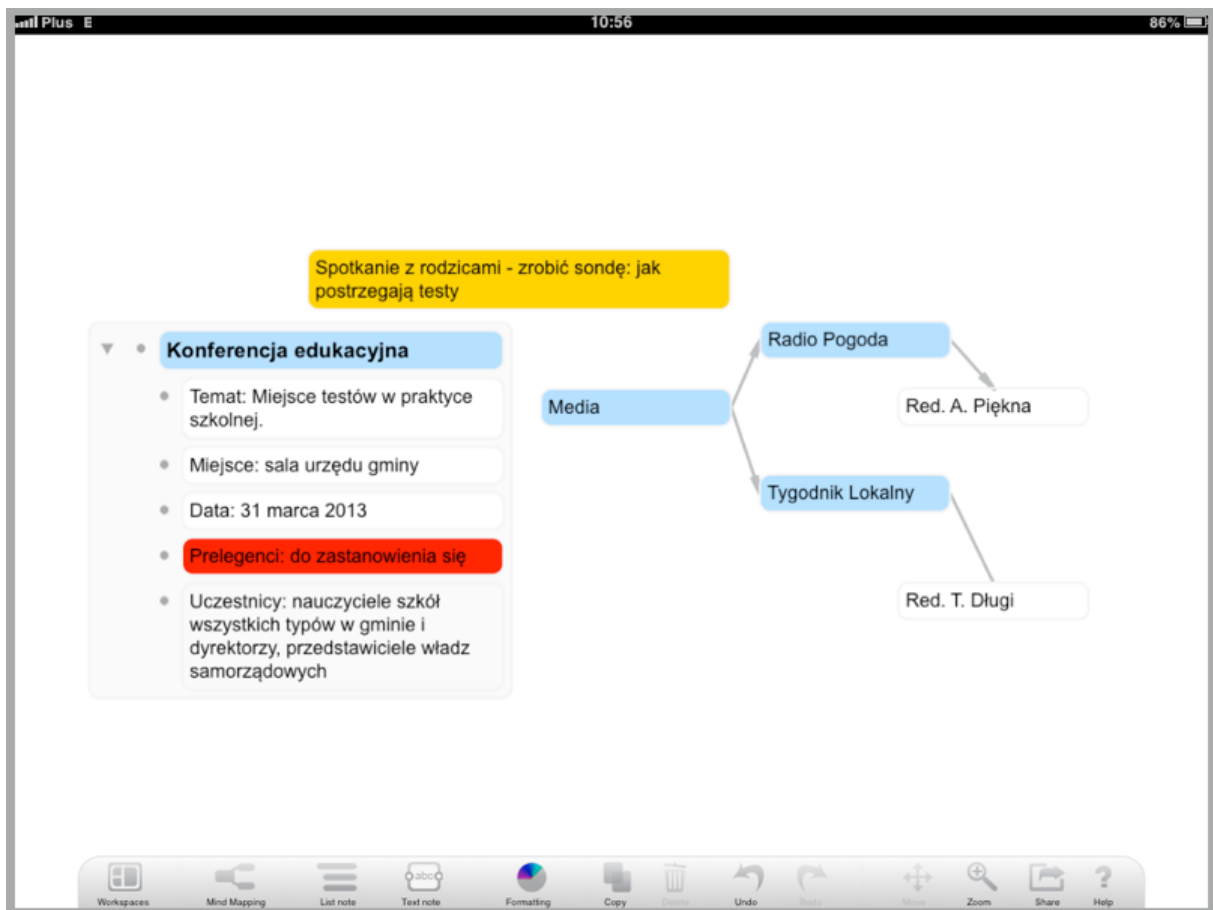 Plus E
10:56
86%
Spotkanie z rodzicami - zrobić sondę: jak
postrzegają testy
Konferencja edukacyjna
Temat: Miejsce testów w praktyce
szkolnej.
Miejsce: sala urzędu gminy
Data: 31 marca 2013
Prelegenci: do zastanowienia się
Uczestnicy: nauczyciele szkół
wszystkich typów w gminie i
dyrektorzy, przedstawiciele władz
samorządowych
Media
Radio Pogoda
Red. A. Piękna
Tygodnik Lokalny
Red. T. Długi
abc
Workspaces
Mind Mapping
List note
Text note
Formatting
Copy
Delete
Undo
Redo
Move
Zoom
Share
?
Help